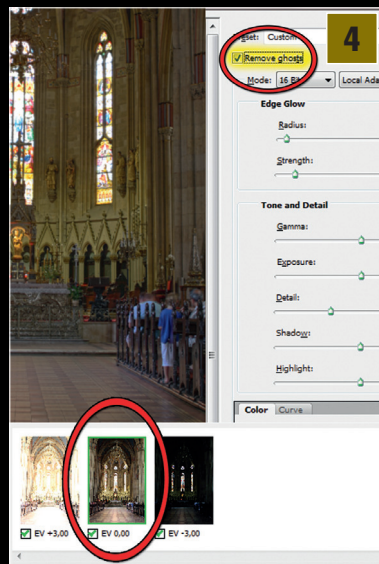 4
Preset: Custom
Remove ghosts
Mode: 16 Bit Local Ada
Edge Glow
Radius:
Strength:
Tone and Detail
Gamma:
Exposure:
Detail:
Shadow:
Highlight:
Color Curve
EV +3,00 EV 0,00 EV -3,00